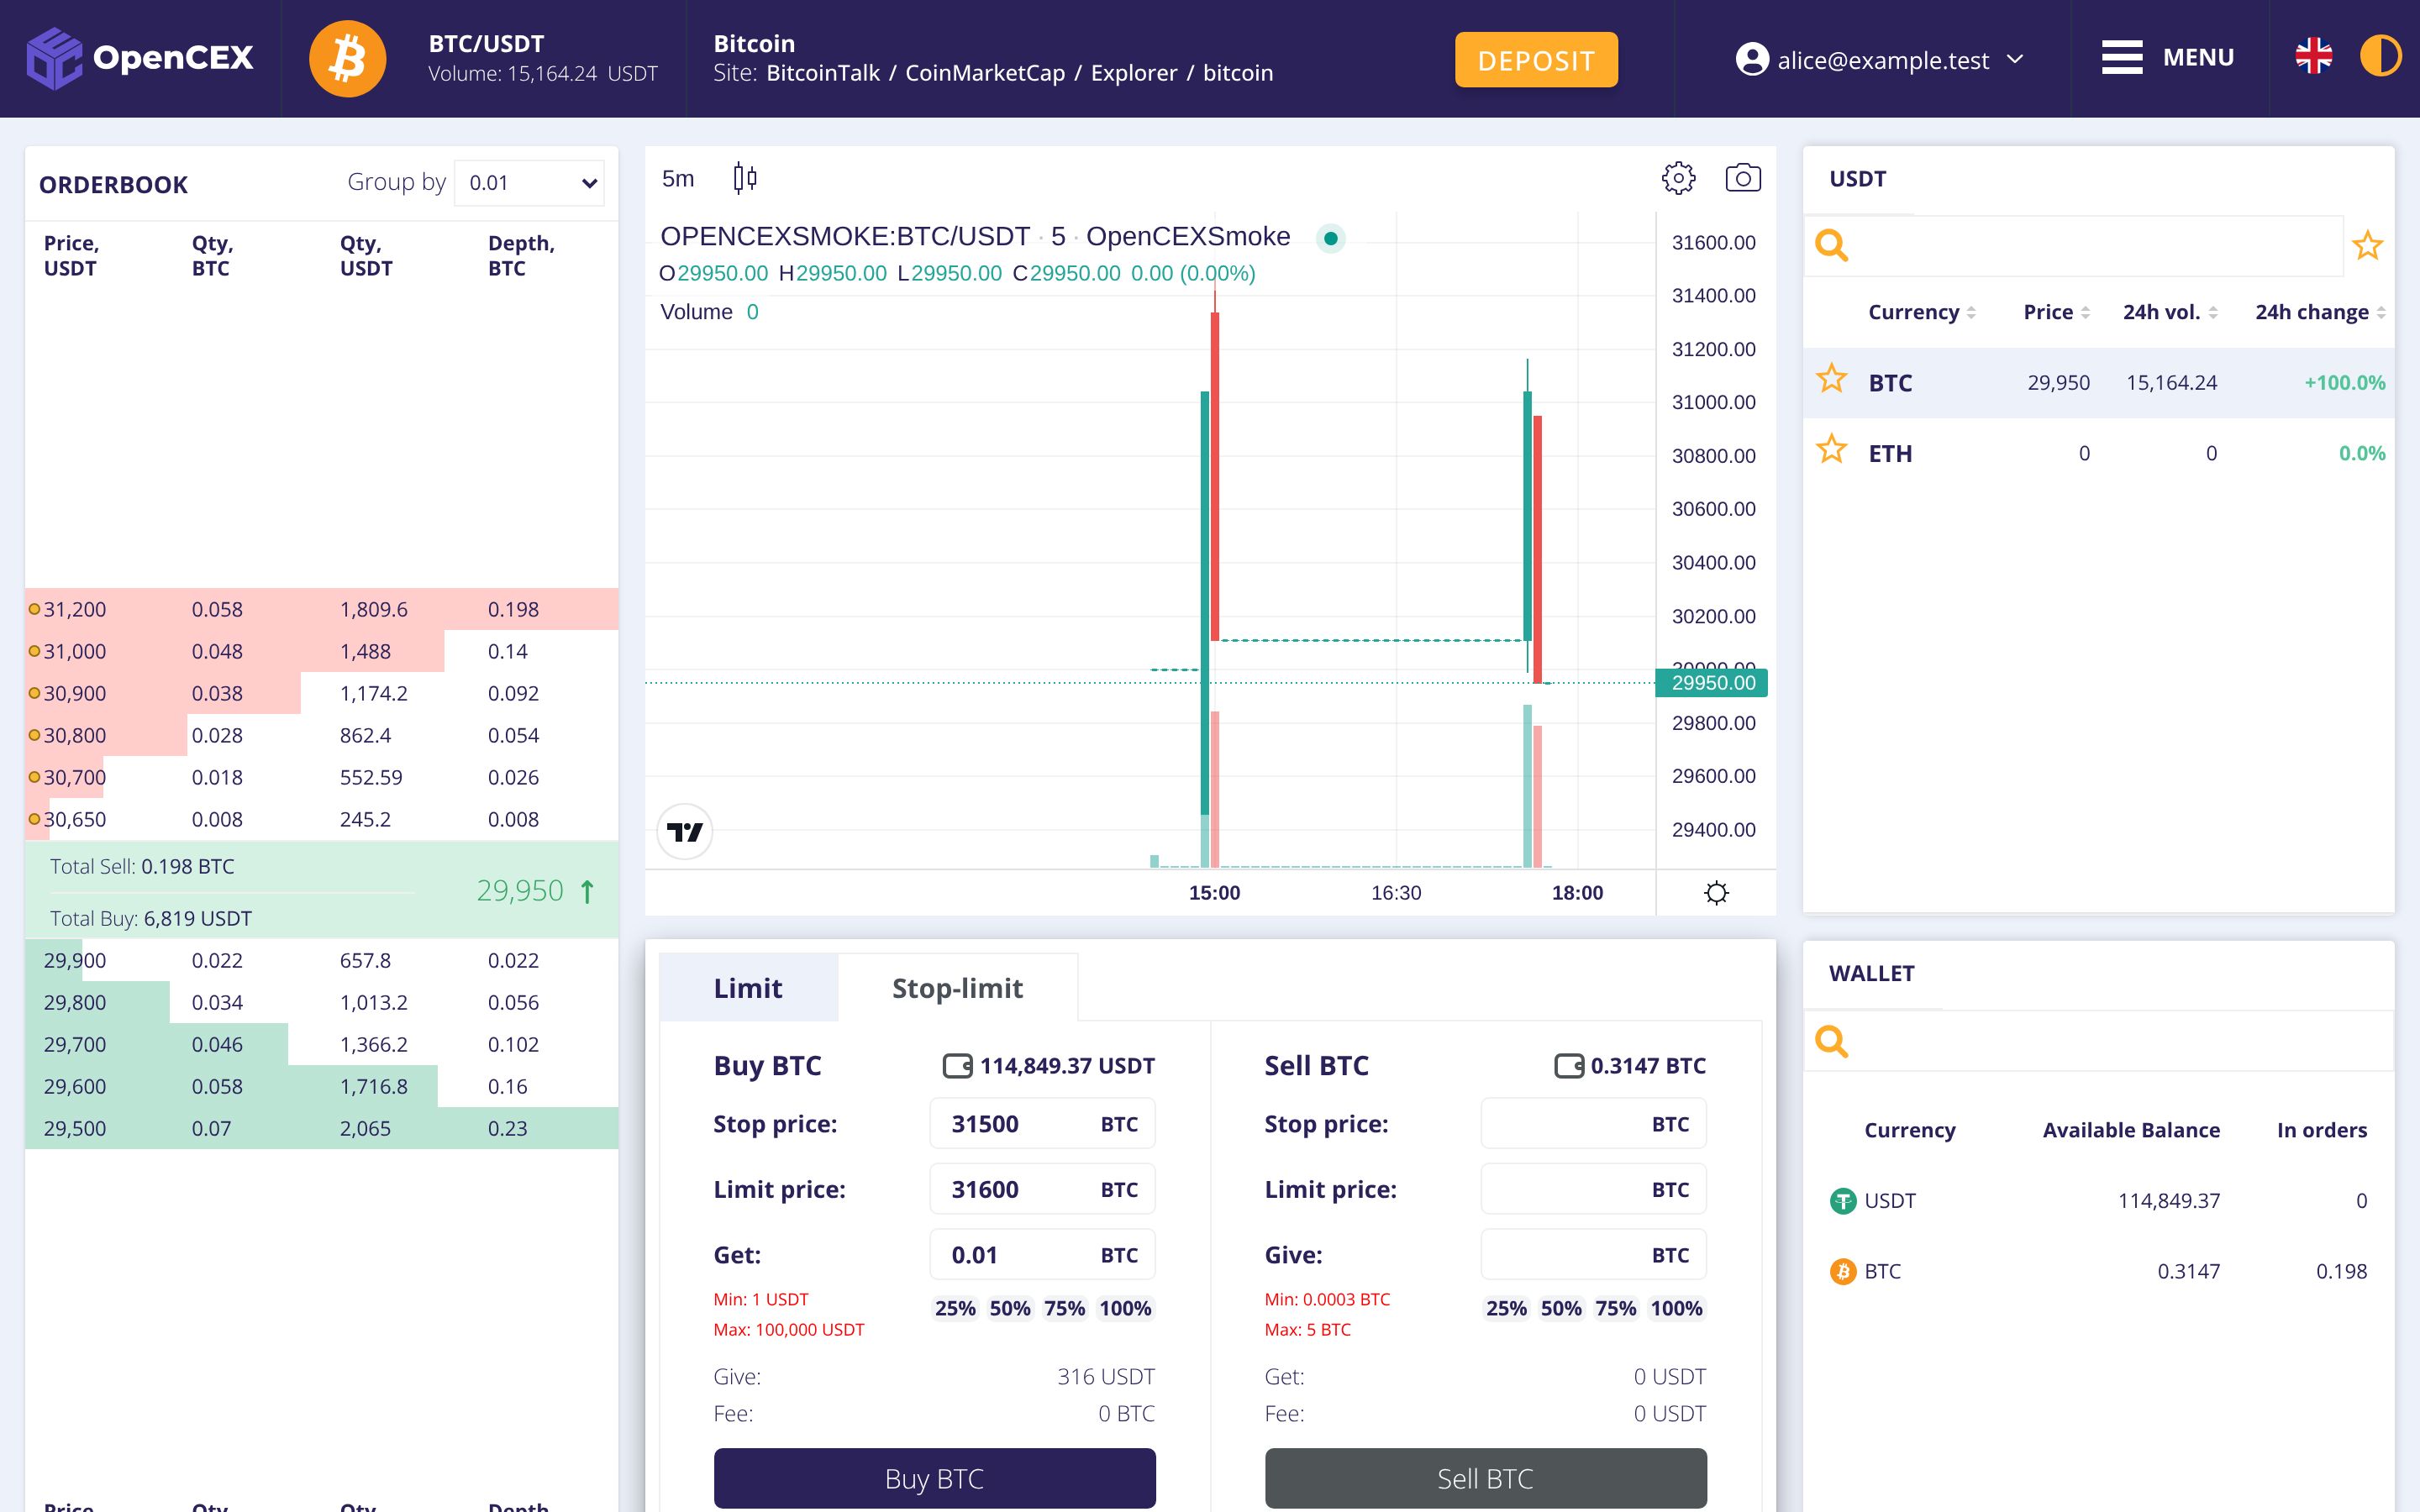 OpenCEX
BTC/USDT
Volume: 15,164.24 USDT
Bitcoin
Site: BitcoinTalk / CoinMarketCap / Explorer / bitcoin
DEPOSIT
alice@example.test
MENU
ORDERBOOK
Group by 0.01
Price, USDT Qty, BTC Qty, USDT Depth, BTC
31,200 0.058 1,809.6 0.198
31,000 0.048 1,488 0.14
30,900 0.038 1,174.2 0.092
30,800 0.028 862.4 0.054
30,700 0.018 552.59 0.026
30,650 0.008 245.2 0.008
Total Sell: 0.198 BTC
29,950 ↑
Total Buy: 6,819 USDT
29,900 0.022 657.8 0.022
29,800 0.034 1,013.2 0.056
29,700 0.046 1,366.2 0.102
29,600 0.058 1,716.8 0.16
29,500 0.07 2,065 0.23
Price Qty Qty Depth
5m
OPENCEXSMOKE:BTC/USDT · 5 · OpenCEXSmoke
O29950.00 H29950.00 L29950.00 C29950.00 0.00 (0.00%)
Volume 0
31600.00
31400.00
31200.00
31000.00
30800.00
30600.00
30400.00
30200.00
29950.00
29800.00
29600.00
29400.00
15:00 16:30 18:00
Limit Stop-limit
Buy BTC 114,849.37 USDT
Stop price: 31500 BTC
Limit price: 31600 BTC
Get: 0.01 BTC
Min: 1 USDT
Max: 100,000 USDT
25% 50% 75% 100%
Give: 316 USDT
Fee: 0 BTC
Buy BTC
Sell BTC 0.3147 BTC
Stop price: BTC
Limit price: BTC
Give: BTC
Min: 0.0003 BTC
Max: 5 BTC
25% 50% 75% 100%
Get: 0 USDT
Fee: 0 USDT
Sell BTC
USDT
Currency Price 24h vol. 24h change
BTC 29,950 15,164.24 +100.0%
ETH 0 0 0.0%
WALLET
Currency Available Balance In orders
USDT 114,849.37 0
BTC 0.3147 0.198